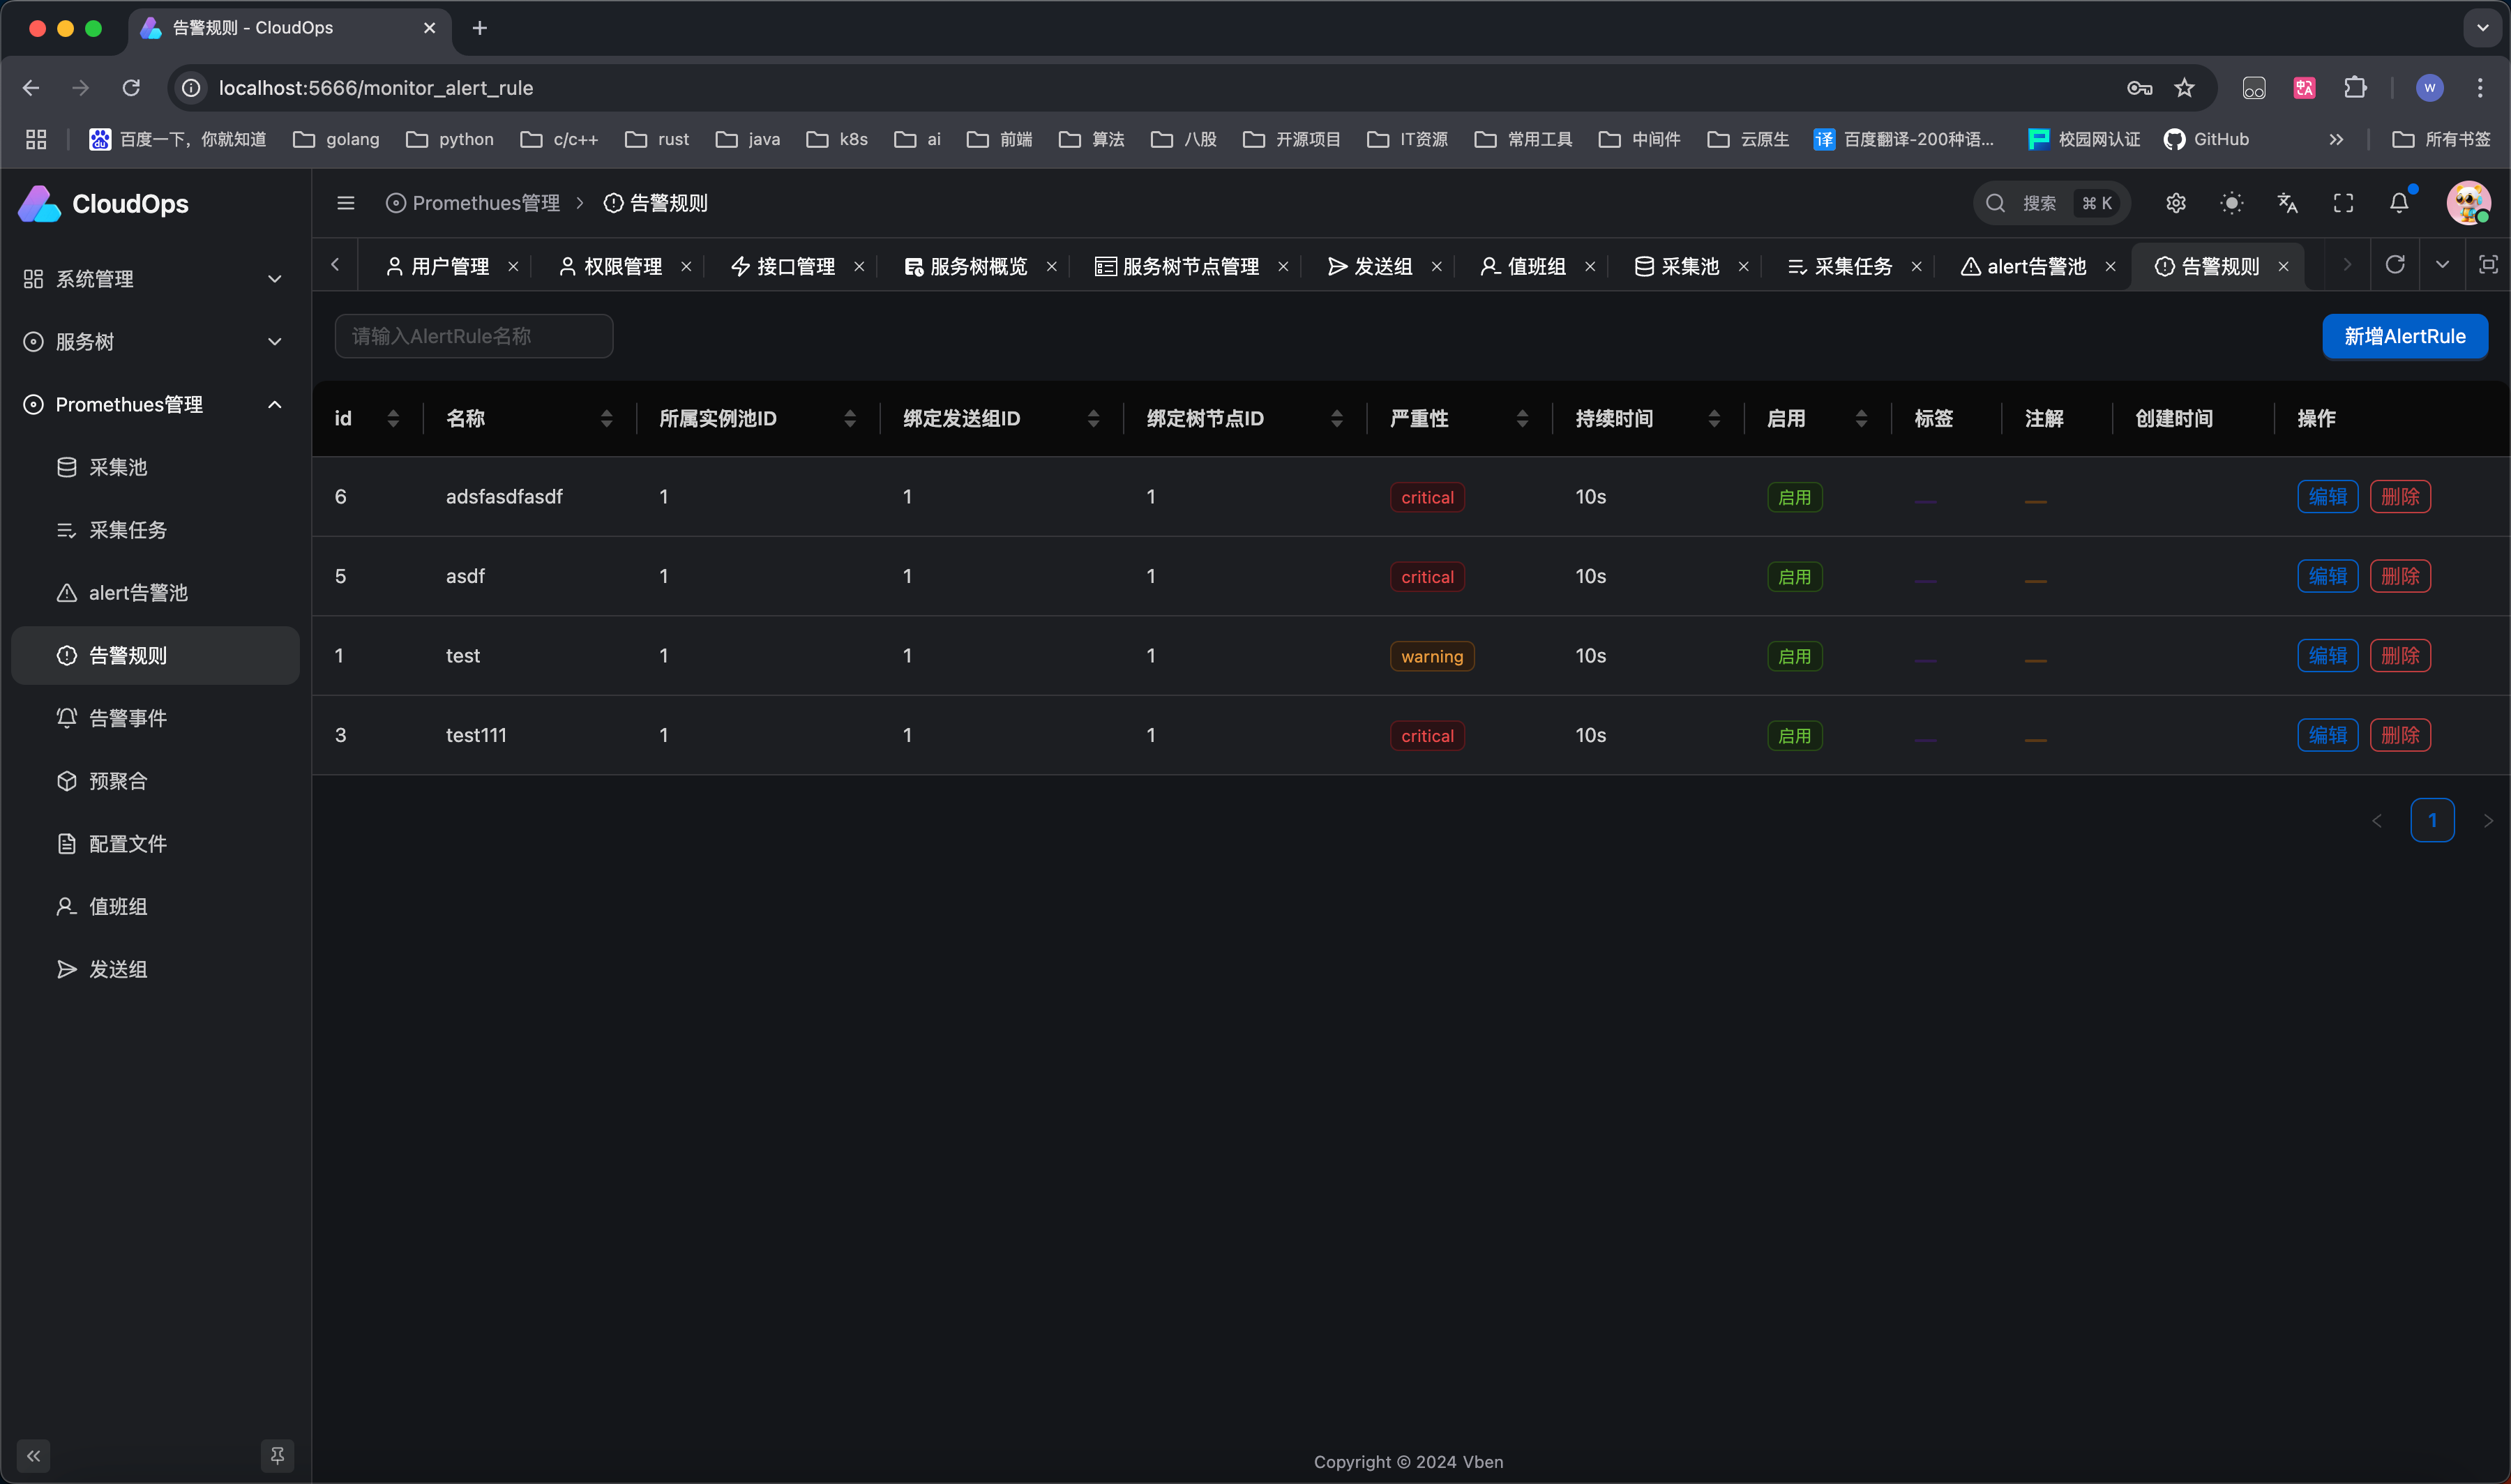 告警规则 - CloudOps
localhost:5666/monitor_alert_rule
W
百度一下，你就知道 golang python c/c++ rust java k8s ai 前端 算法 八股 开源项目 IT资源 常用工具 中间件 云原生 译 百度翻译-200种语... 校园网认证 GitHub 所有书签
CloudOps
Promethues管理 > 告警规则
搜索 ⌘ K
用户管理 权限管理 接口管理 服务树概览 服务树节点管理 发送组 值班组 采集池 采集任务 alert告警池 告警规则
系统管理
服务树
Promethues管理
采集池
采集任务
alert告警池
告警规则
告警事件
预聚合
配置文件
值班组
发送组
请输入AlertRule名称
新增AlertRule
id 名称 所属实例池ID 绑定发送组ID 绑定树节点ID 严重性 持续时间 启用 标签 注解 创建时间 操作
6 adsfasdfasdf 1 1 1 critical 10s 启用 编辑 删除
5 asdf 1 1 1 critical 10s 启用 编辑 删除
1 test 1 1 1 warning 10s 启用 编辑 删除
3 test111 1 1 1 critical 10s 启用 编辑 删除
1
Copyright © 2024 Vben